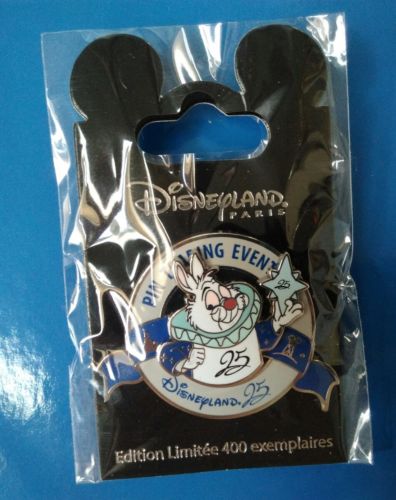 Disneyland
PARIS
PIN TRADING EVENT
25
25
Disneyland 25
Edition Limitée 400 exemplaires